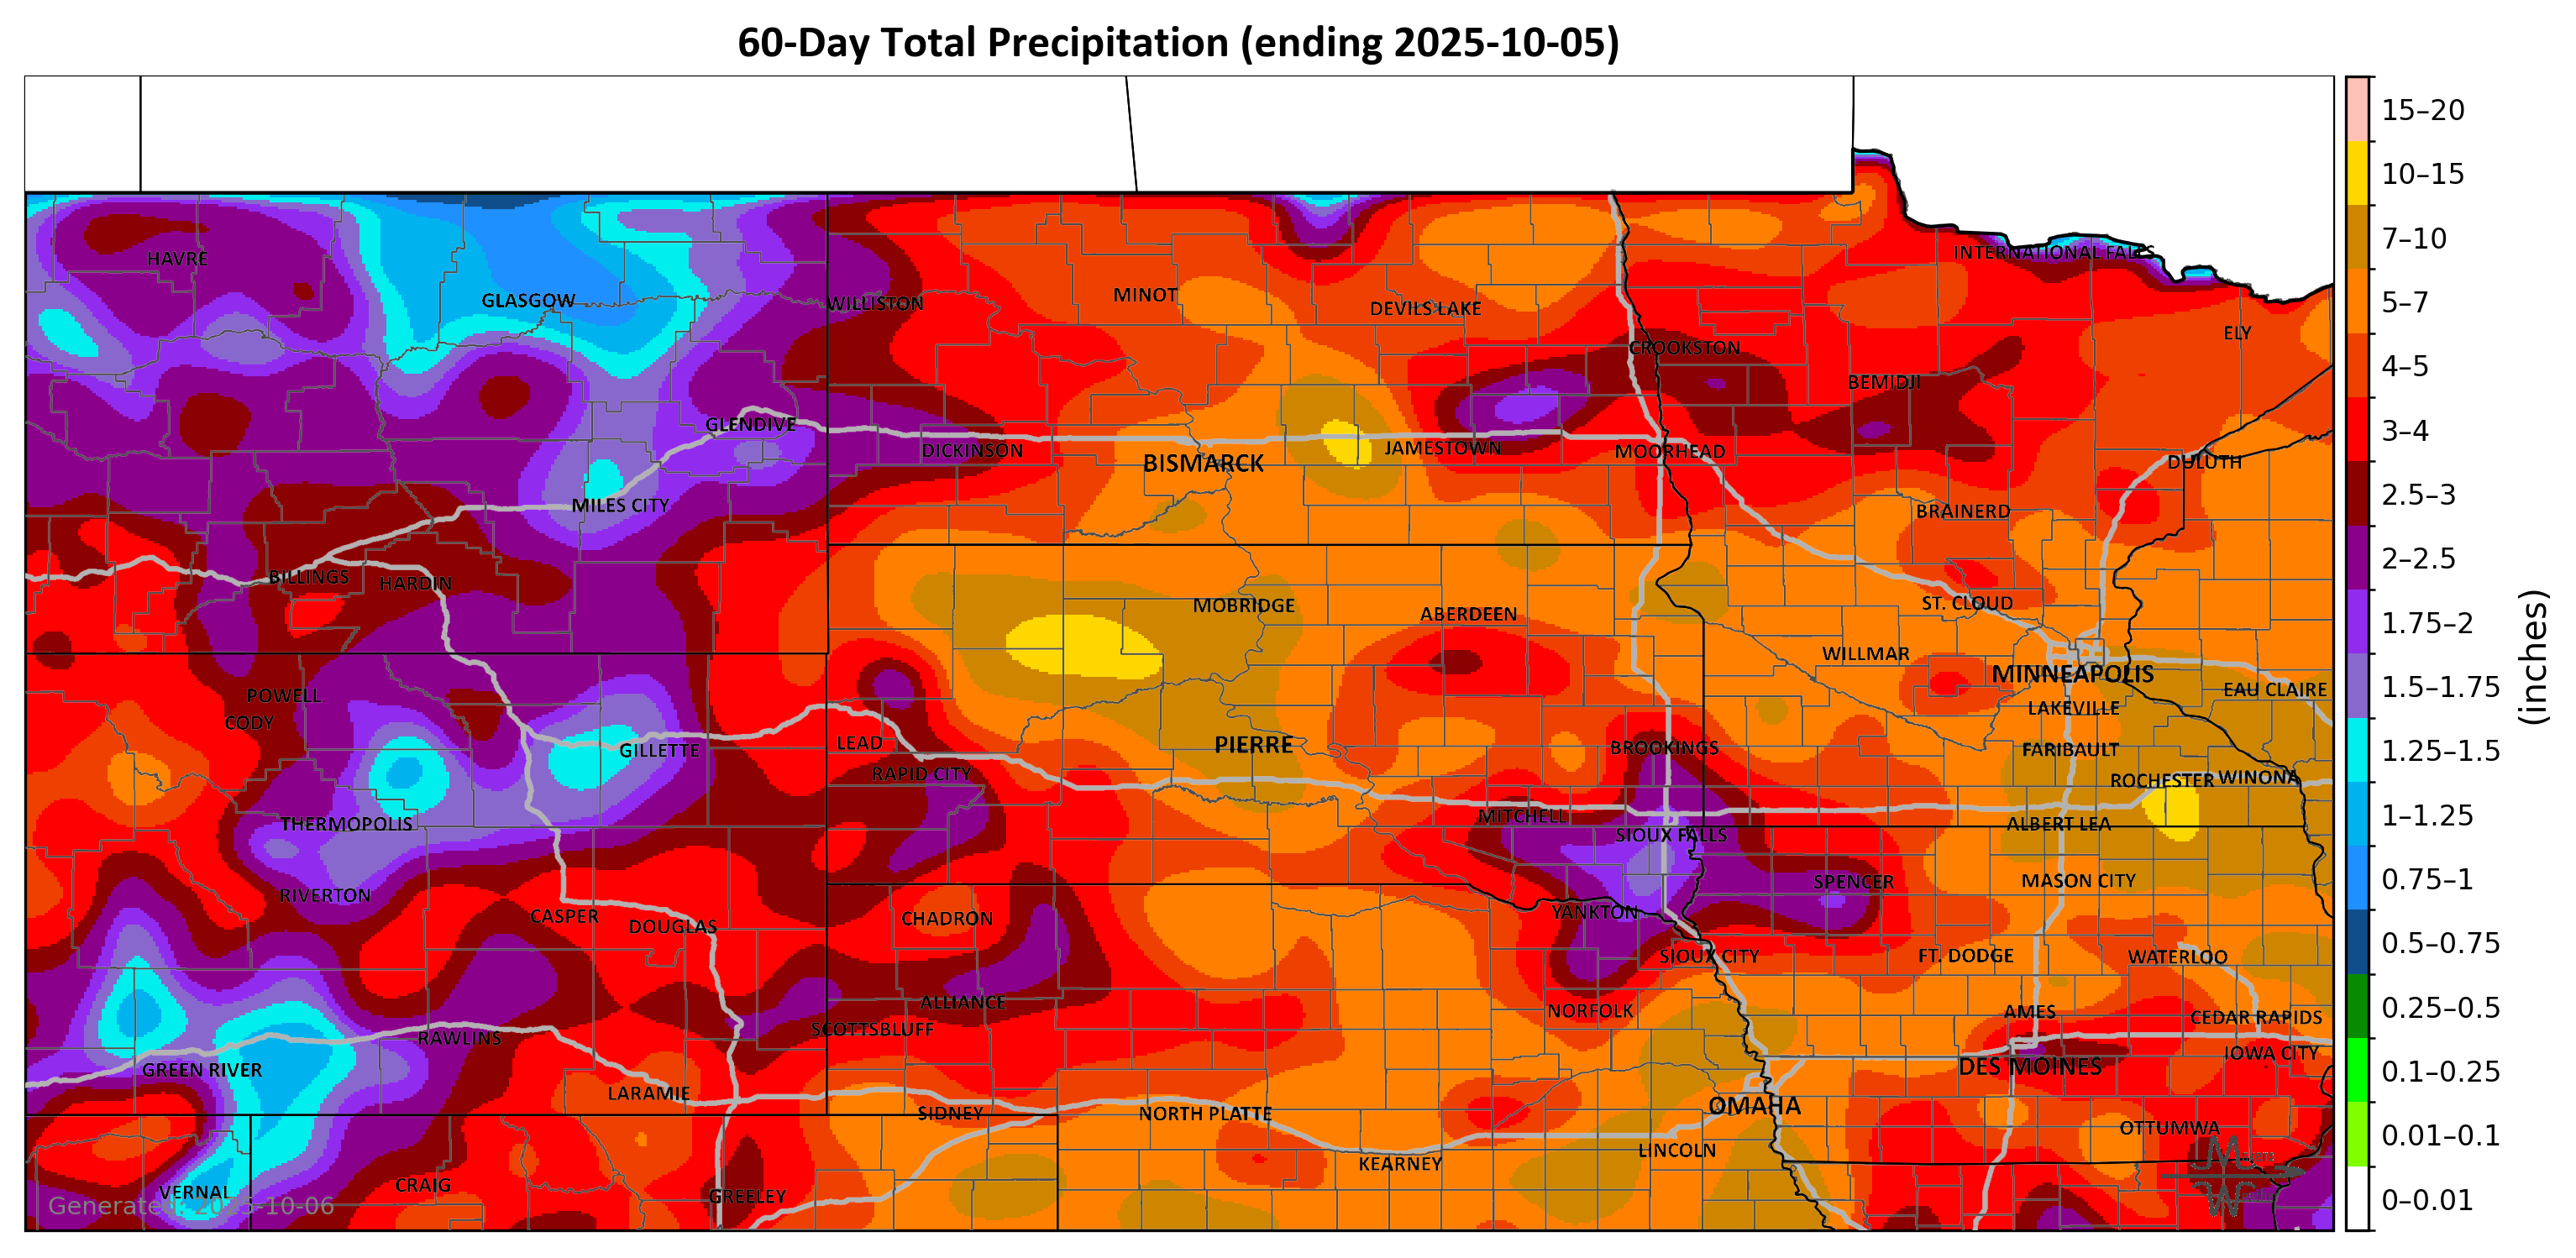 60-Day Total Precipitation (ending 2025-10-05)
15–20
10–15
7–10
5–7
4–5
3–4
2.5–3
2–2.5
1.75–2
1.5–1.75
1.25–1.5
1–1.25
0.75–1
0.5–0.75
0.25–0.5
0.1–0.25
0.01–0.1
0–0.01
(inches)
INTERNATIONAL FALLS
HAVRE
GLASGOW
WILLISTON
MINOT
DEVILS LAKE
ELY
CROOKSTON
BEMIDJI
GLENDIVE
DICKINSON
BISMARCK
JAMESTOWN
MOORHEAD
DULUTH
MILES CITY
BRAINERD
BILLINGS
HARDIN
MOBRIDGE
ABERDEEN
ST. CLOUD
WILLMAR
MINNEAPOLIS
EAU CLAIRE
POWELL
CODY
LAKEVILLE
GILLETTE
LEAD
PIERRE
BROOKINGS
FARIBAULT
RAPID CITY
ROCHESTER
WINONA
THERMOPOLIS
MITCHELL
SIOUX FALLS
ALBERT LEA
RIVERTON
SPENCER
MASON CITY
CASPER
DOUGLAS
CHADRON
YANKTON
SIOUX CITY
FT. DODGE
WATERLOO
ALLIANCE
NORFOLK
AMES
CEDAR RAPIDS
SCOTTSBLUFF
RAWLINS
GREEN RIVER
DES MOINES
IOWA CITY
LARAMIE
SIDNEY
NORTH PLATTE
OMAHA
OTTUMWA
LINCOLN
KEARNEY
VERNAL
CRAIG
GREELEY
Generated: 2025-10-06